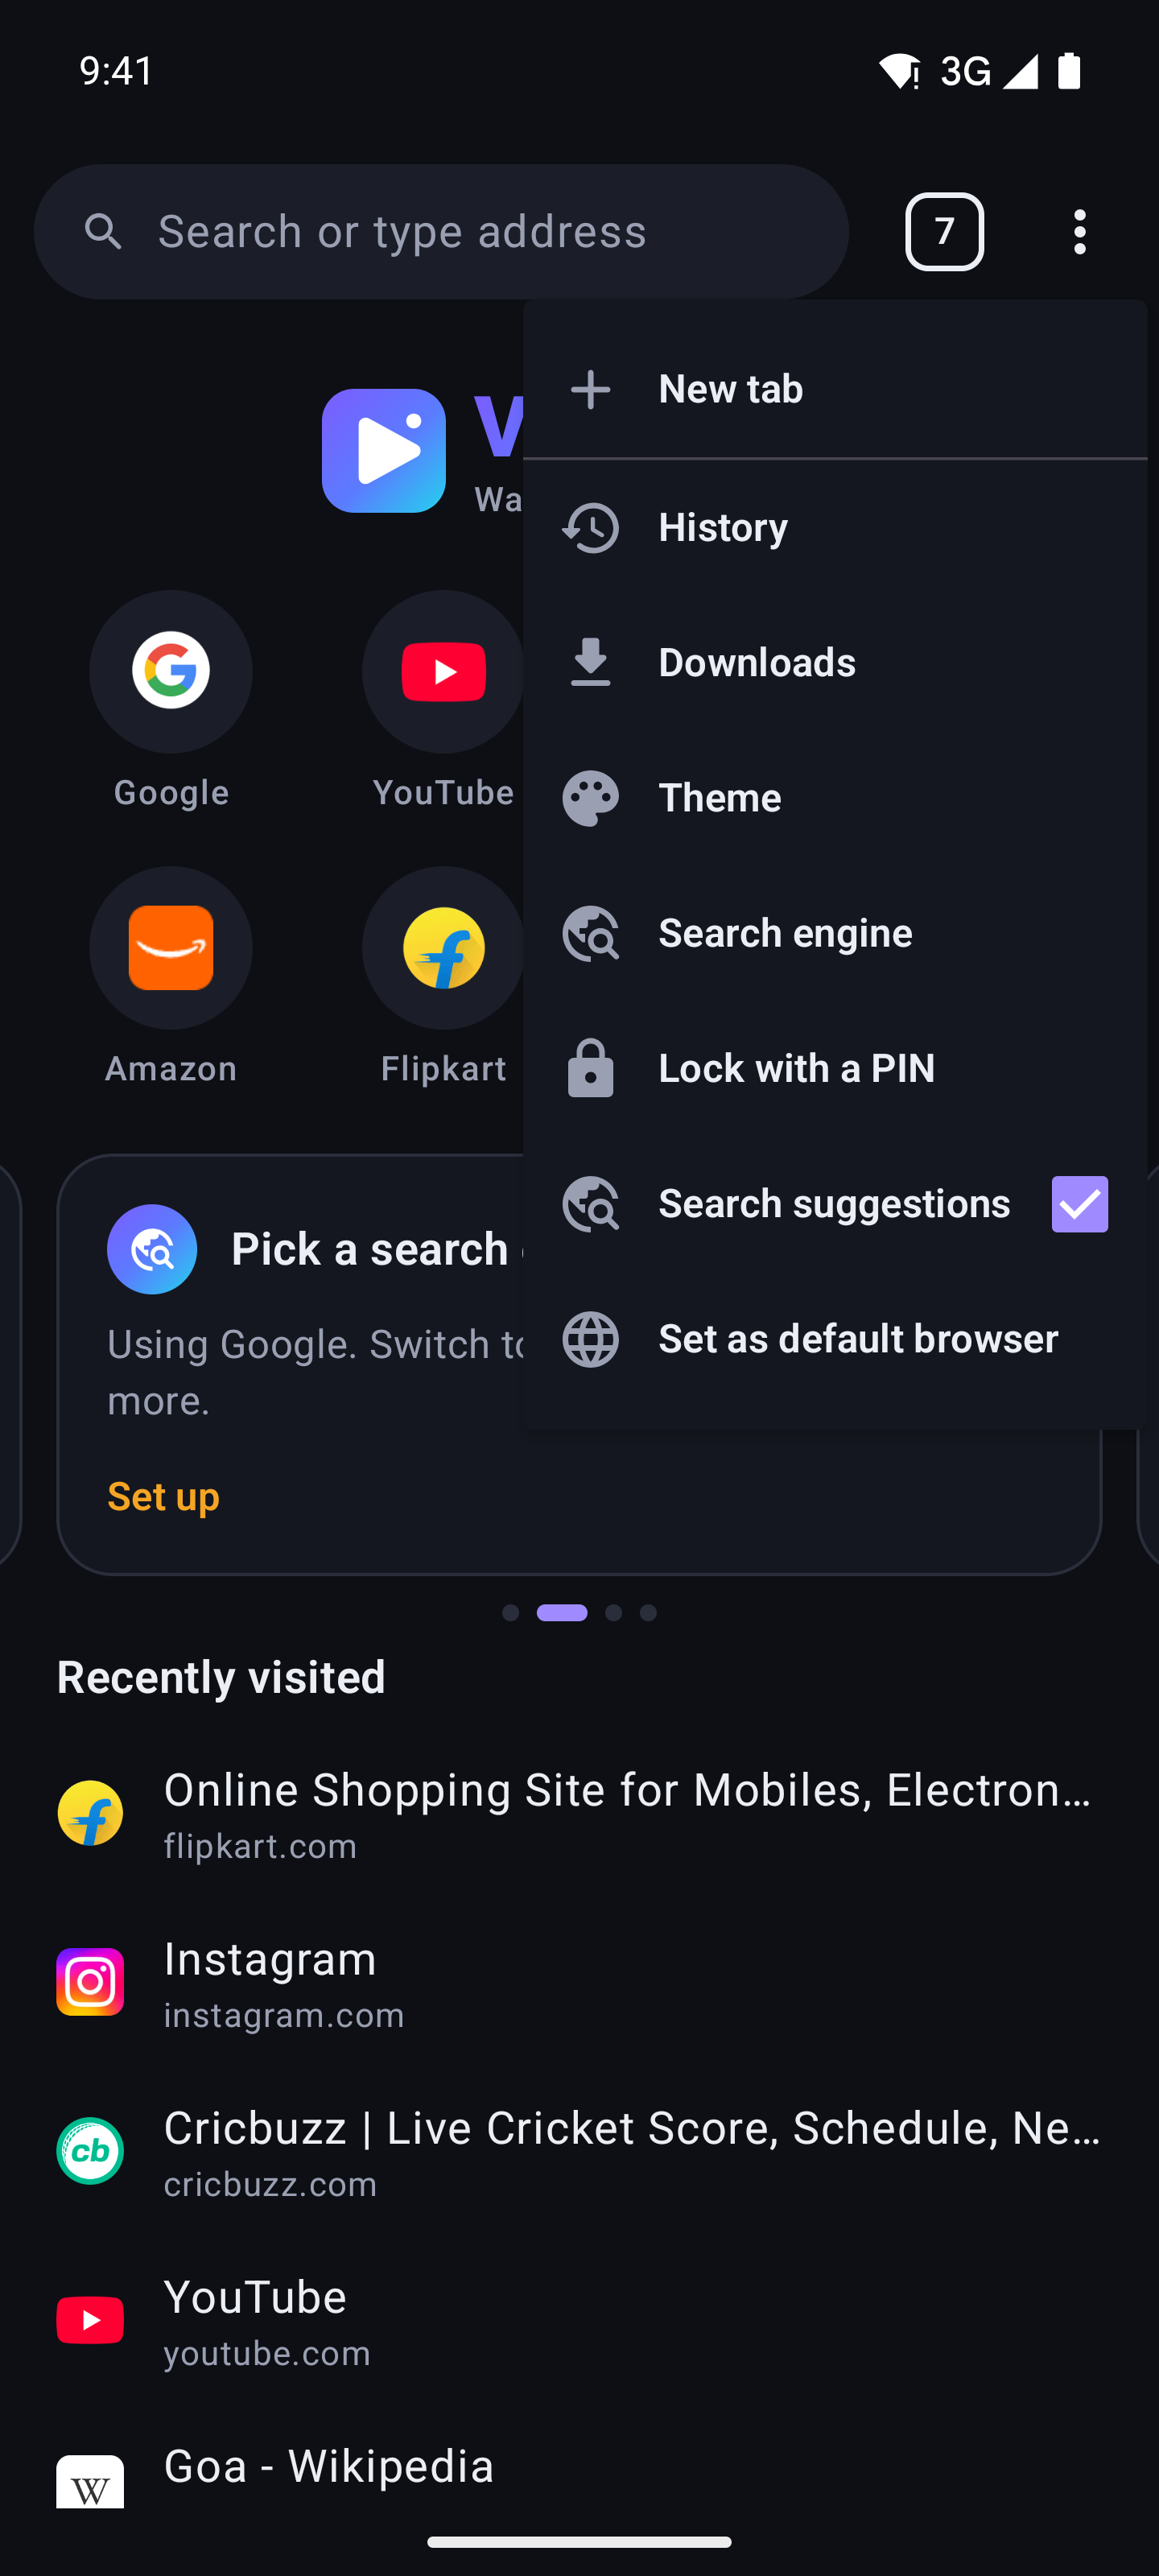 9:41
3G
Search or type address
7
New tab
Wa
History
Google
YouTube
Downloads
Theme
Search engine
Amazon
Flipkart
Lock with a PIN
Search suggestions
Pick a search
Using Google. Switch to
more.
Set as default browser
Set up
Recently visited
Online Shopping Site for Mobiles, Electron…
flipkart.com
Instagram
instagram.com
cb
Cricbuzz | Live Cricket Score, Schedule, Ne…
cricbuzz.com
YouTube
youtube.com
W
Goa - Wikipedia